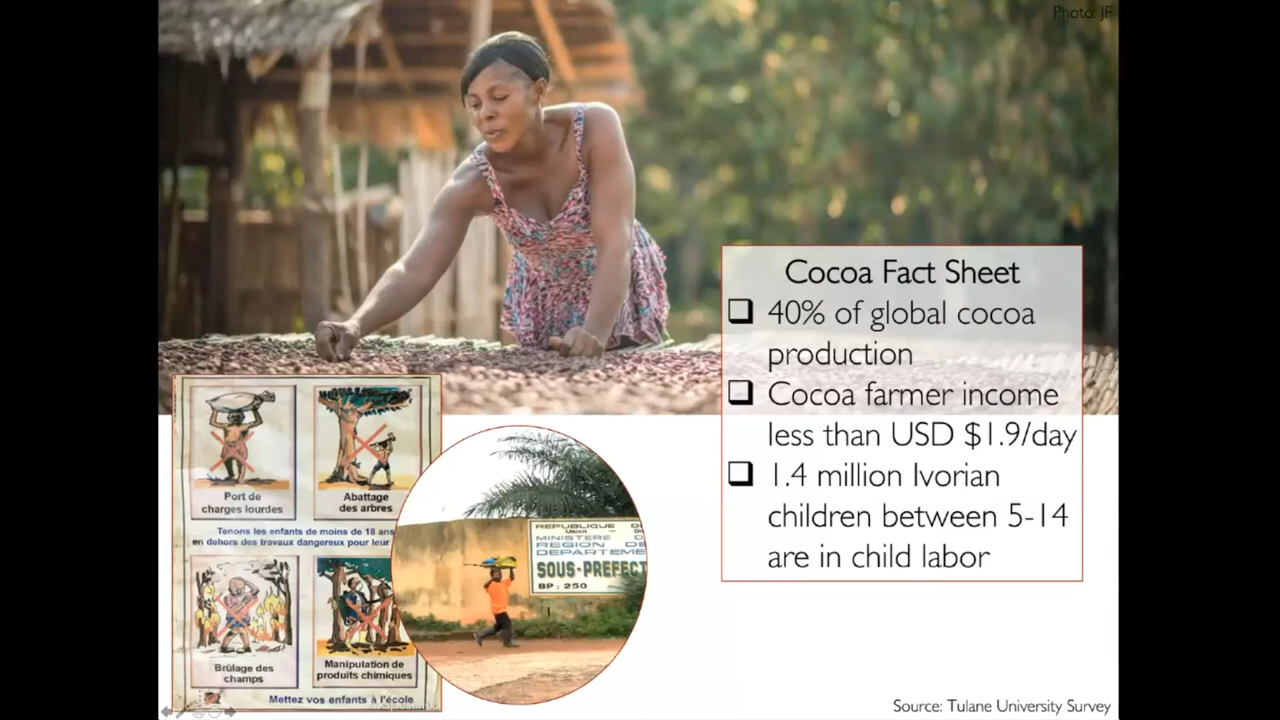 Photo: JF
Cocoa Fact Sheet
40% of global cocoa
production
Cocoa farmer income
less than USD $1.9/day
1.4 million Ivorian
children between 5-14
are in child labor
Port de
charges lourdes
Abattage
des arbres
Tenons les enfants de moins de 18 ans
en dehors des travaux dangereux pour leur
Brûlage des
champs
Manipulation de
produits chimiques
Mettez vos enfants à l'école
REPUBLIQUE D
Union
MINISTERE D
REGION DE
DEPARTEME
SOUS-PREFECT
BP: 250
Source: Tulane University Survey